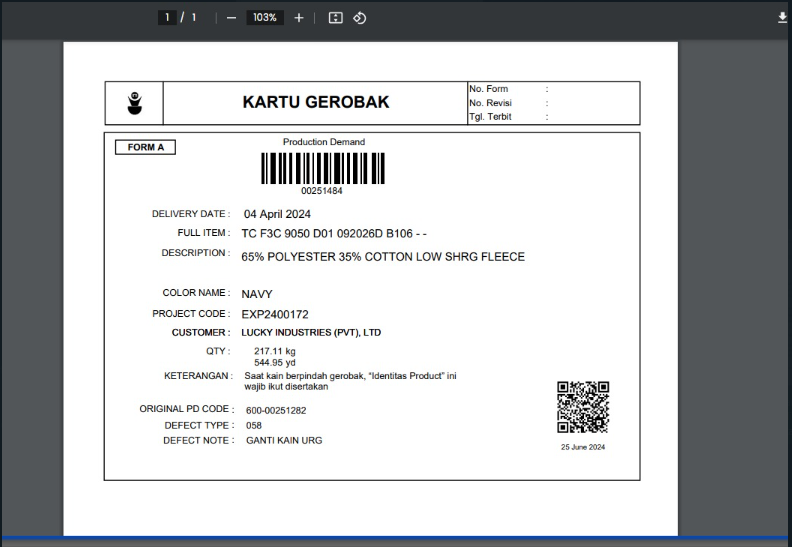 1 / 1
103%
KARTU GEROBAK
No. Form :
No. Revisi :
Tgl. Terbit :
FORM A
Production Demand
00251484
DELIVERY DATE : 04 April 2024
FULL ITEM : TC F3C 9050 D01 092026D B106 - -
DESCRIPTION : 65% POLYESTER 35% COTTON LOW SHRG FLEECE
COLOR NAME : NAVY
PROJECT CODE : EXP2400172
CUSTOMER : LUCKY INDUSTRIES (PVT), LTD
QTY : 217.11 kg
544.95 yd
KETERANGAN : Saat kain berpindah gerobak, “Identitas Product” ini
wajib ikut disertakan
ORIGINAL PD CODE : 600-00251282
DEFECT TYPE : 058
DEFECT NOTE : GANTI KAIN URG
25 June 2024